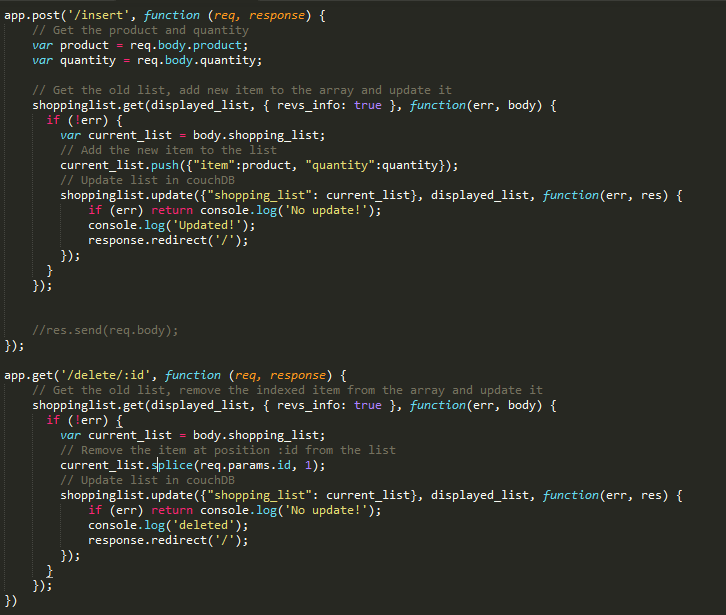 app.post('/insert', function (req, response) {
    // Get the product and quantity
    var product = req.body.product;
    var quantity = req.body.quantity;

    // Get the old list, add new item to the array and update it
    shoppinglist.get(displayed_list, { revs_info: true }, function(err, body) {
      if (!err) {
        var current_list = body.shopping_list;
        // Add the new item to the list
        current_list.push({"item":product, "quantity":quantity});
        // Update list in couchDB
        shoppinglist.update({"shopping_list": current_list}, displayed_list, function(err, res) {
            if (err) return console.log('No update!');
            console.log('Updated!');
            response.redirect('/');
        });
      }
    });


    //res.send(req.body);
});

app.get('/delete/:id', function (req, response) {
    // Get the old list, remove the indexed item from the array and update it
    shoppinglist.get(displayed_list, { revs_info: true }, function(err, body) {
      if (!err) {
        var current_list = body.shopping_list;
        // Remove the item at position :id from the list
        current_list.splice(req.params.id, 1);
        // Update list in couchDB
        shoppinglist.update({"shopping_list": current_list}, displayed_list, function(err, res) {
            if (err) return console.log('No update!');
            console.log('deleted');
            response.redirect('/');
        });
      }
    });
})